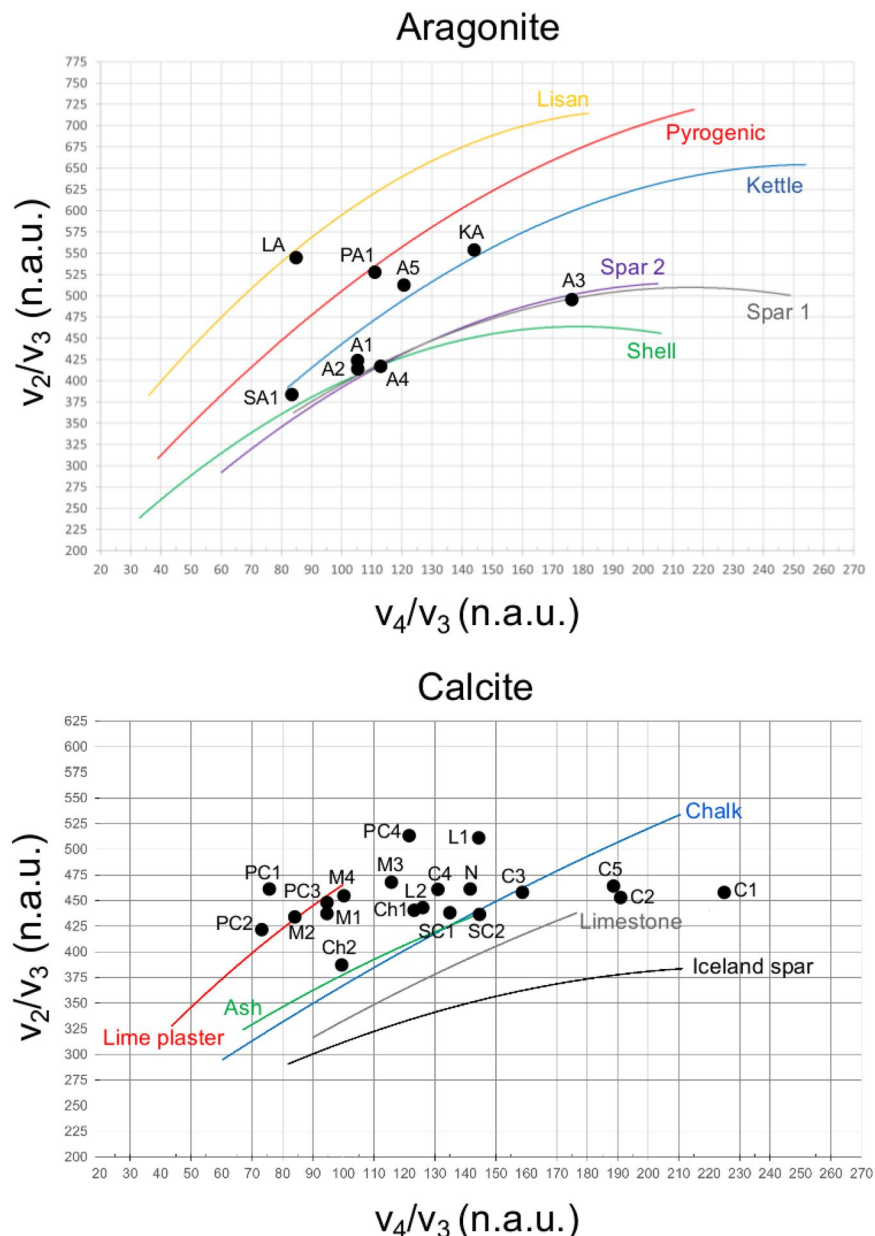 Aragonite
775
750
725
700
675
650
625
600
575
550
525
500
475
450
425
400
375
350
325
300
275
250
225
200
v₂/v₃ (n.a.u.)
Lisan
Pyrogenic
Kettle
LA
PA1
A5
KA
Spar 2
A3
Spar 1
A1
Shell
A2
A4
SA1
20 30 40 50 60 70 80 90 100 110 120 130 140 150 160 170 180 190 200 210 220 230 240 250 260 270
v₄/v₃ (n.a.u.)
Calcite
625
600
575
550
525
500
475
450
425
400
375
350
325
300
275
250
225
200
v₂/v₃ (n.a.u.)
Chalk
PC4
L1
PC1
M4
M3
C4
N
C3
C5
PC3
L2
C2
C1
Ch1
PC2
M2
M1
SC1
SC2
Limestone
Ch2
Iceland spar
Ash
Lime plaster
20 30 40 50 60 70 80 90 100 110 120 130 140 150 160 170 180 190 200 210 220 230 240 250 260 270
v₄/v₃ (n.a.u.)